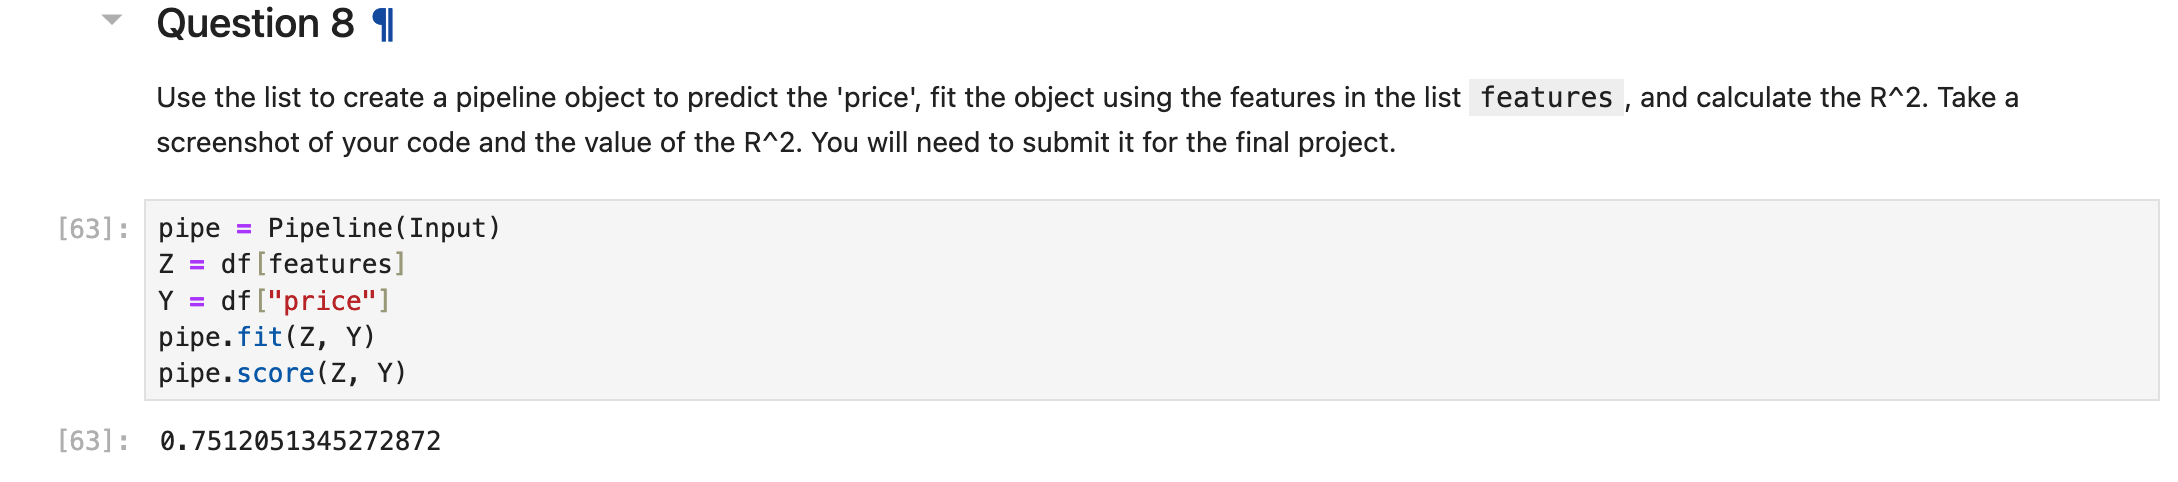 Question 8 ¶
Use the list to create a pipeline object to predict the 'price', fit the object using the features in the list features , and calculate the R^2. Take a
screenshot of your code and the value of the R^2. You will need to submit it for the final project.
[63]: pipe = Pipeline(Input)
Z = df[features]
Y = df["price"]
pipe.fit(Z, Y)
pipe.score(Z, Y)
[63]: 0.7512051345272872